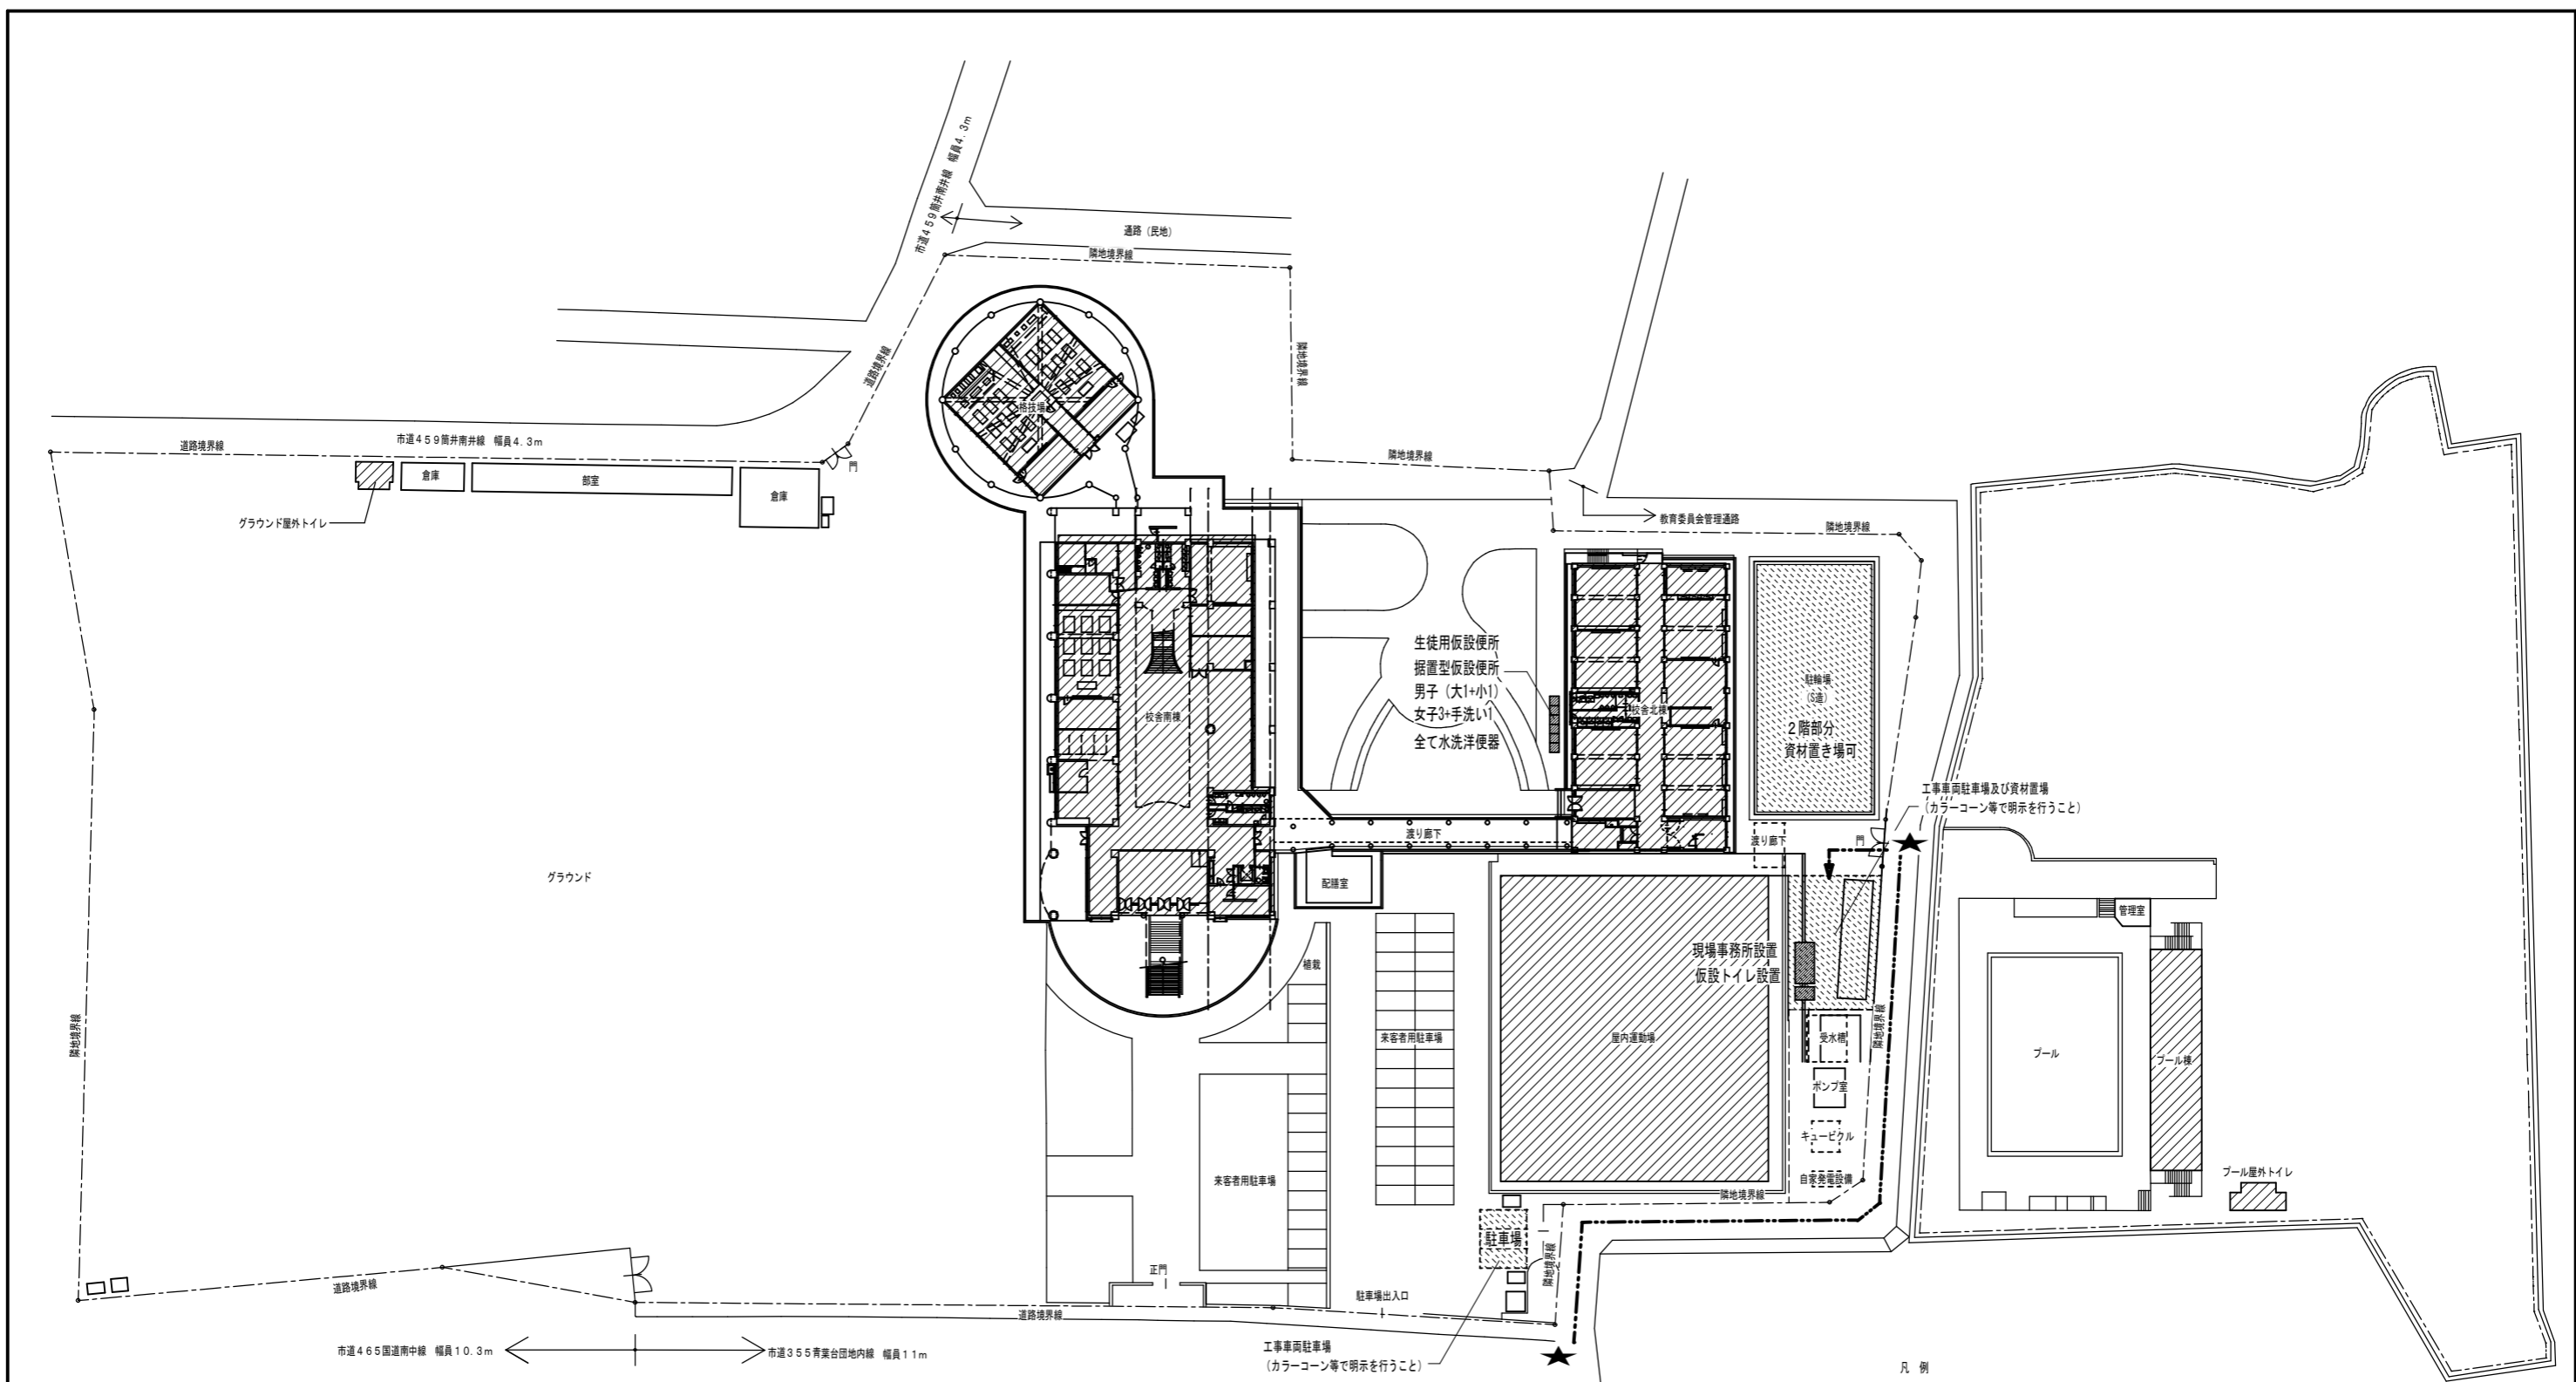 市道４５９筒井南井線　幅員4.3m
通路（民地）
隣地境界線
道路境界線
隣地境界線
格技場
道路境界線
市道４５９筒井南井線　幅員4.3m
門
倉庫
部室
倉庫
グラウンド屋外トイレ
隣地境界線
教育委員会管理通路
隣地境界線
生徒用仮設便所
据置型仮設便所
男子（大1+小1）
女子3+手洗い1
全て水洗洋便器
校舎南棟
校舎北棟
駐輪場
（S造）
２階部分
資材置き場可
工事車両駐車場及び資材置場
（カラーコーン等で明示を行うこと）
渡り廊下
渡り廊下
門
グラウンド
配膳室
管理室
植栽
現場事務所設置
仮設トイレ設置
隣地境界線
来客者用駐車場
屋内運動場
受水槽
隣地境界線
プール
プール棟
ポンプ室
キュービクル
自家発電設備
プール屋外トイレ
来客者用駐車場
隣地境界線
駐車場
隣地境界線
正門
道路境界線
駐車場出入口
道路境界線
市道４６５国道南中線　幅員１０.３m
市道３５５青葉台団地内線　幅員１１m
工事車両駐車場
（カラーコーン等で明示を行うこと）
凡　例